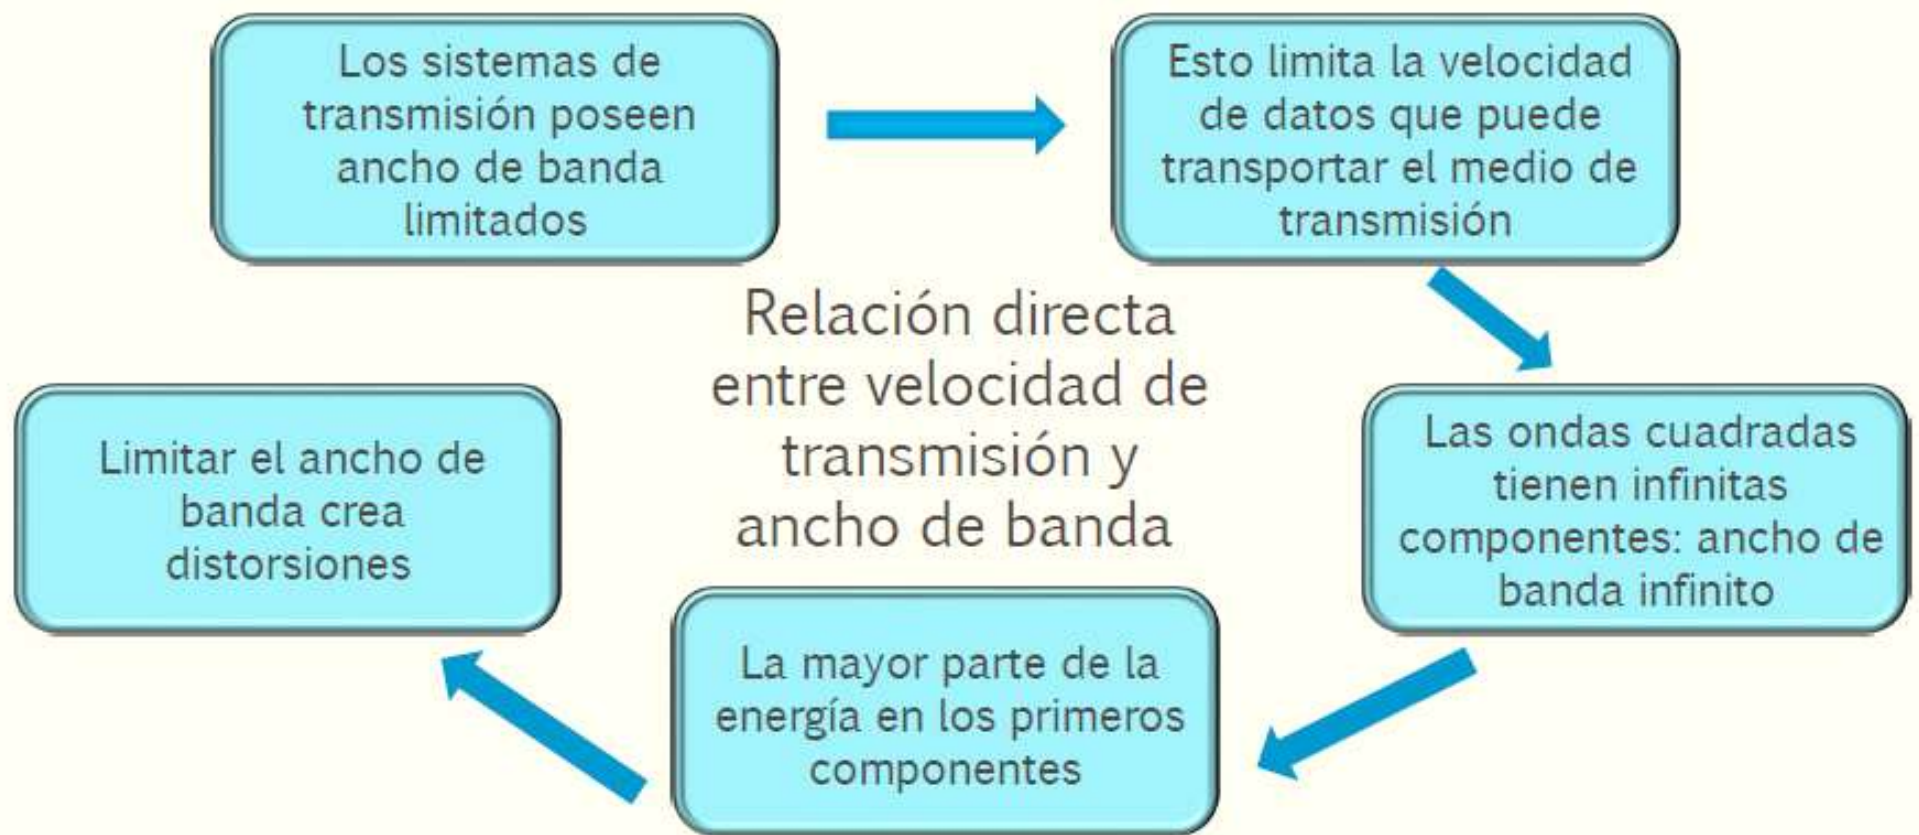 Los sistemas de
transmisión poseen
ancho de banda
limitados
Esto limita la velocidad
de datos que puede
transportar el medio de
transmisión
Las ondas cuadradas
tienen infinitas
componentes: ancho de
banda infinito
La mayor parte de la
energía en los primeros
componentes
Limitar el ancho de
banda crea
distorsiones
Relación directa
entre velocidad de
transmisión y
ancho de banda